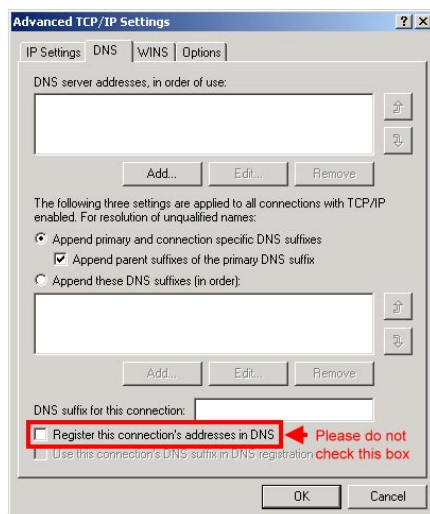 Advanced TCP/IP Settings
IP Settings DNS WINS Options
DNS server addresses, in order of use:
Add... Edit... Remove
The following three settings are applied to all connections with TCP/IP
enabled. For resolution of unqualified names:
Append primary and connection specific DNS suffixes
Append parent suffixes of the primary DNS suffix
Append these DNS suffixes (in order):
Add... Edit... Remove
DNS suffix for this connection:
Register this connection's addresses in DNS Please do not
Use this connection's DNS suffix in DNS registration check this box
OK Cancel